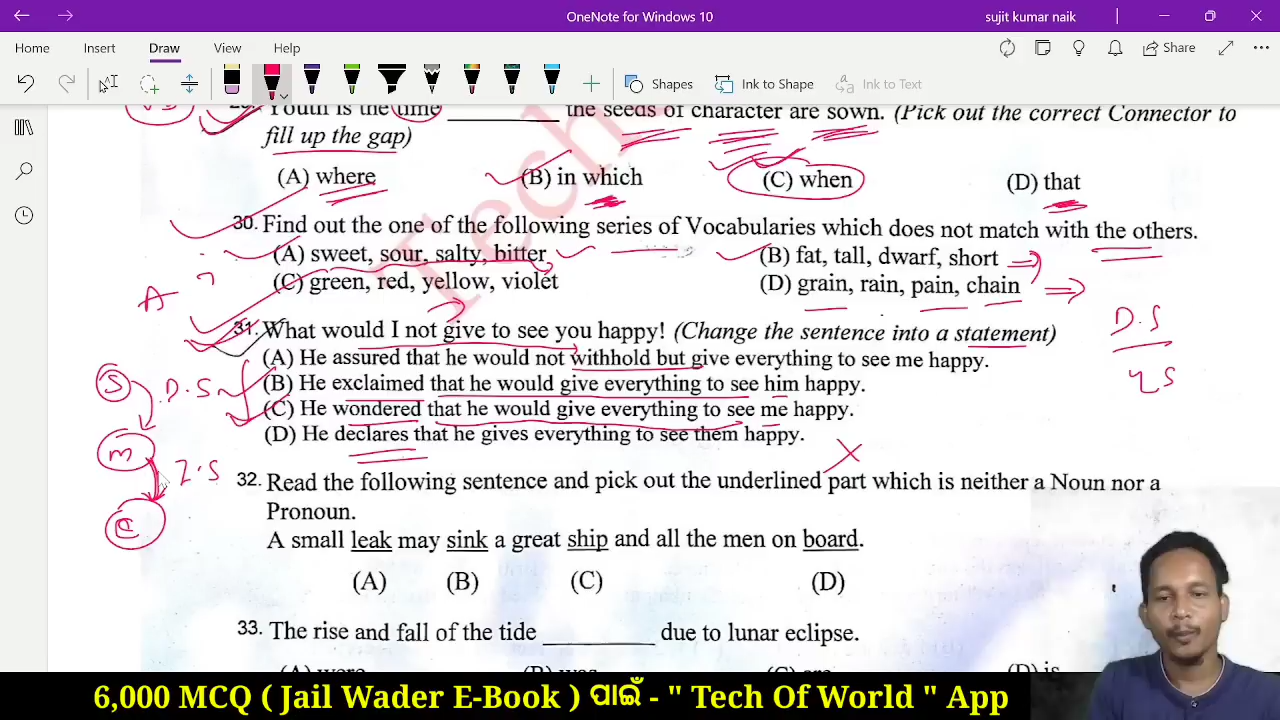 OneNote for Windows 10
sujit kumar naik
Home Insert Draw View Help
Share
Shapes Ink to Shape Ink to Text
Youth is the time __________ the seeds of character are sown. (Pick out the correct Connector to
fill up the gap)
(A) where (B) in which (C) when (D) that
30. Find out the one of the following series of Vocabularies which does not match with the others.
(A) sweet, sour, salty, bitter (B) fat, tall, dwarf, short
(C) green, red, yellow, violet (D) grain, rain, pain, chain
A
31. What would I not give to see you happy! (Change the sentence into a statement)
D.S
(A) He assured that he would not withhold but give everything to see me happy.
(B) He exclaimed that he would give everything to see him happy.
S D.S
(C) He wondered that he would give everything to see me happy.
(D) He declares that he gives everything to see them happy.
m I.S
32. Read the following sentence and pick out the underlined part which is neither a Noun nor a
Pronoun.
A small leak may sink a great ship and all the men on board.
(A) (B) (C) (D)
33. The rise and fall of the tide __________ due to lunar eclipse.
Tech
6,000 MCQ ( Jail Wader E-Book ) ପାଇଁ - " Tech Of World " App